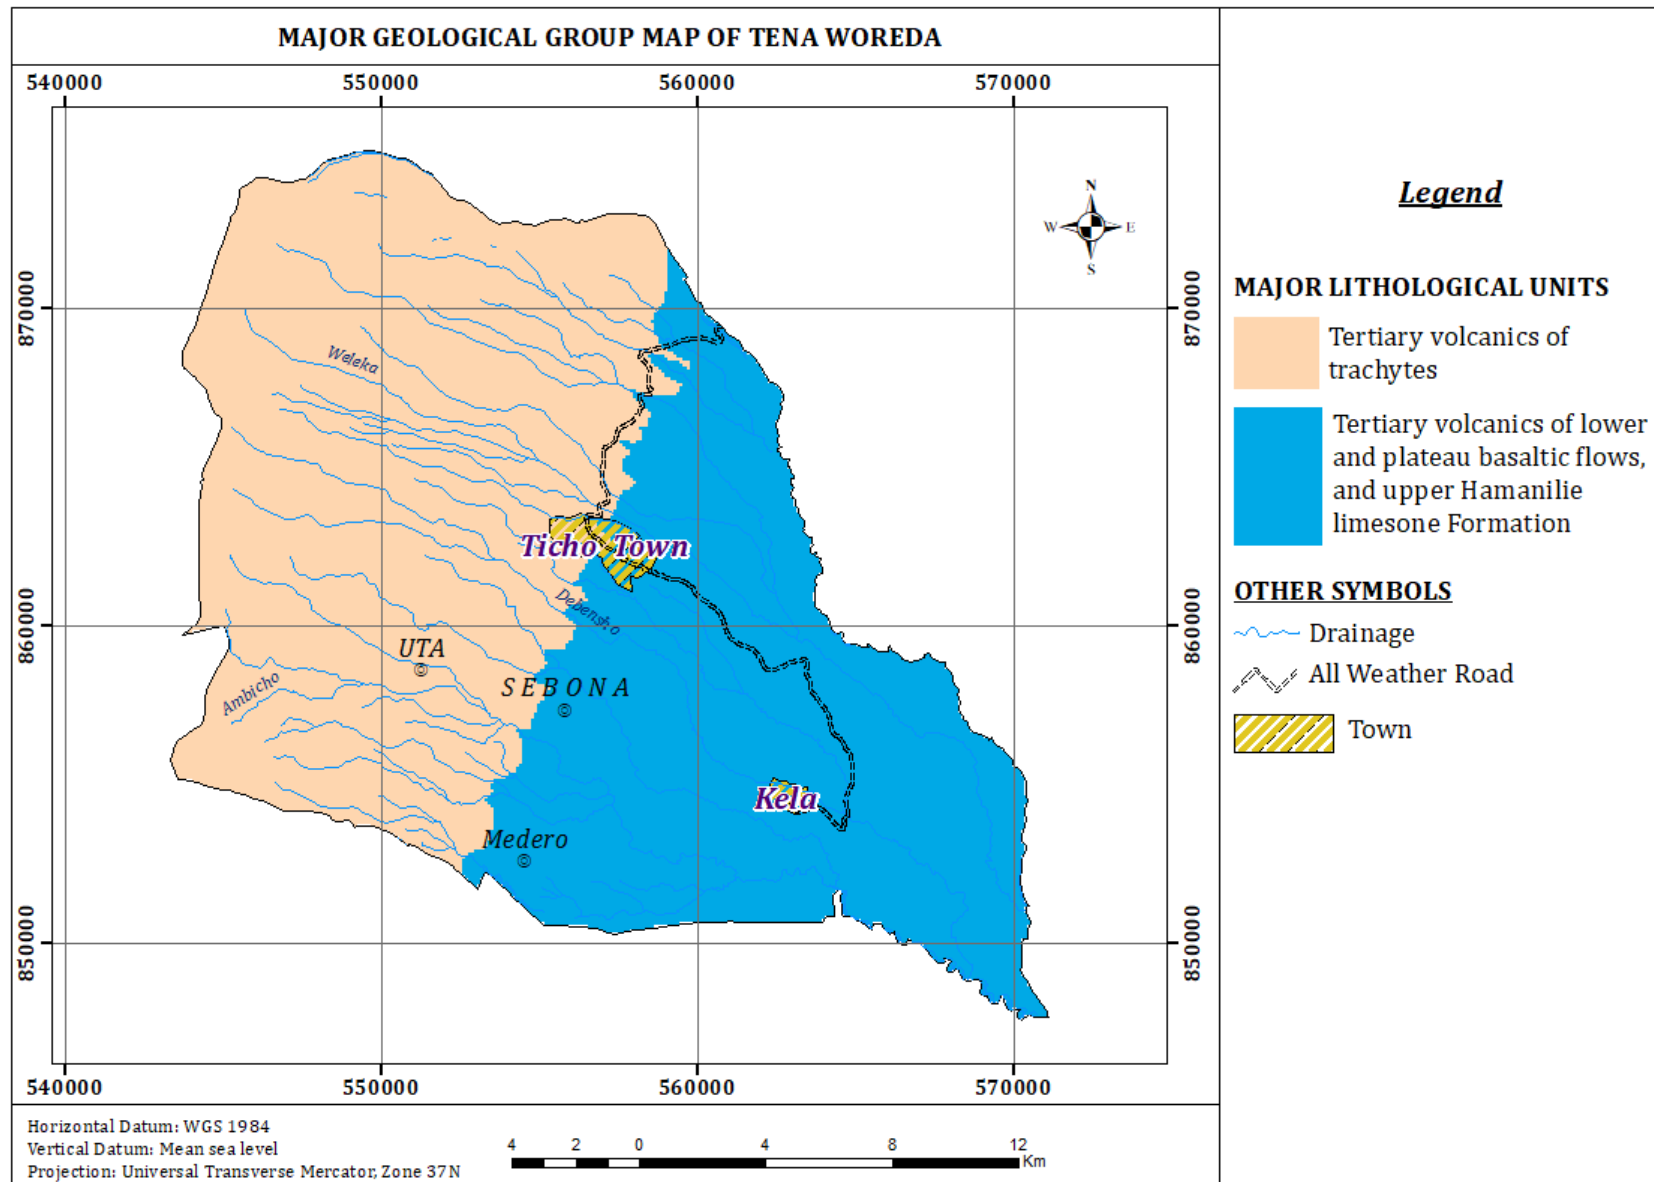 MAJOR GEOLOGICAL GROUP MAP OF TENA WOREDA
540000 550000 560000 570000
N
W E
S
870000 870000
Weleka
Ticho Town
Debensho
860000 860000
UTA
SEBONA
Ambicho
Kela
Medero
850000 850000
540000 550000 560000 570000
Horizontal Datum: WGS 1984
Vertical Datum: Mean sea level
Projection: Universal Transverse Mercator, Zone 37N
4 2 0 4 8 12
Km
Legend
MAJOR LITHOLOGICAL UNITS
Tertiary volcanics of
trachytes
Tertiary volcanics of lower
and plateau basaltic flows,
and upper Hamanilie
limesone Formation
OTHER SYMBOLS
Drainage
All Weather Road
Town